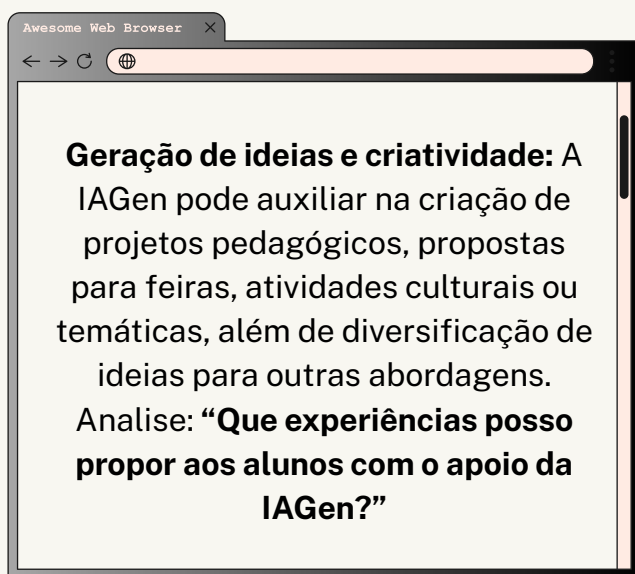 Awesome Web Browser
Geração de ideias e criatividade: A
IAGen pode auxiliar na criação de
projetos pedagógicos, propostas
para feiras, atividades culturais ou
temáticas, além de diversificação de
ideias para outras abordagens.
Analise: “Que experiências posso
propor aos alunos com o apoio da
IAGen?”